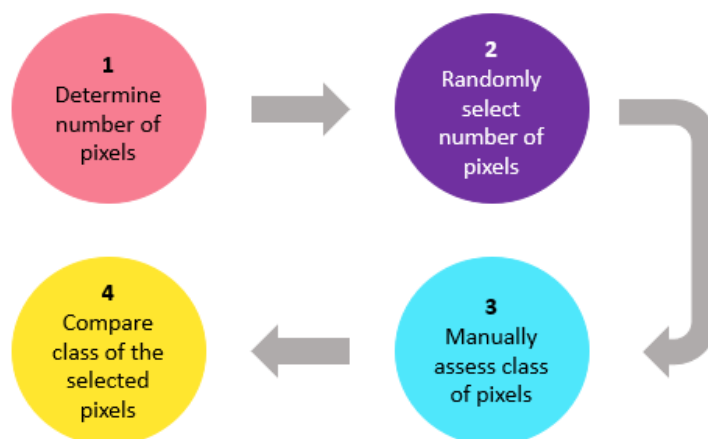 1
Determine
number of
pixels
2
Randomly
select
number of
pixels
3
Manually
assess class
of pixels
4
Compare
class of the
selected
pixels